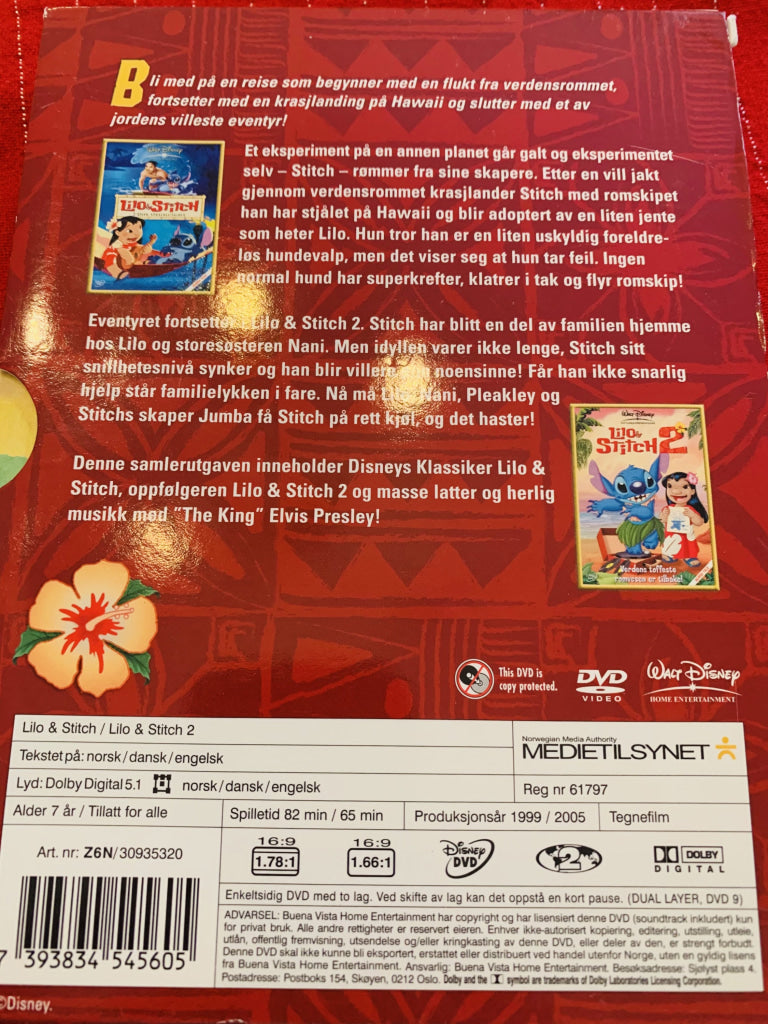 Bli med på en reise som begynner med en flukt fra verdensrommet,
fortsetter med en krasjlanding på Hawaii og slutter med et av
jordens villeste eventyr!
Et eksperiment på en annen planet går galt og eksperimentet
selv – Stitch – rømmer fra sine skapere. Etter en vill jakt
gjennom verdensrommet krasjlander Stitch med romskipet
han har stjålet på Hawaii og blir adoptert av en liten jente
som heter Lilo. Hun tror han er en liten uskyldig foreldre-
løs hundevalp, men det viser seg at hun tar feil. Ingen
normal hund har superkrefter, klatrer i tak og flyr romskip!
Walt Disney
Lilo & Stitch
Eventyret fortsetter i Lilo & Stitch 2. Stitch har blitt en del av familien hjemme
hos Lilo og storesøsteren Nani. Men idyllen varer ikke lenge, Stitch sitt
snillhetsnivå synker og han blir villere enn noensinne! Får han ikke snarlig
hjelp står familielykken i fare. Nå må Lilo, Nani, Pleakley og
Stitchs skaper Jumba få Stitch på rett kjøl, og det haster!
Denne samlerutgaven inneholder Disneys Klassiker Lilo &
Stitch, oppfølgeren Lilo & Stitch 2 og masse latter og herlig
musikk med "The King" Elvis Presley!
Walt Disney
Lilo & Stitch 2
Verdens tøffeste
romvesen er tilbake!
This DVD is
copy protected.
DVD
VIDEO
Walt Disney
HOME ENTERTAINMENT
Lilo & Stitch / Lilo & Stitch 2
Tekstet på: norsk/dansk/engelsk
Lyd: Dolby Digital 5.1 norsk/dansk/engelsk
Norwegian Media Authority
MEDIETILSYNET
Reg nr 61797
Alder 7 år / Tillatt for alle
Spilletid 82 min / 65 min
Produksjonsår 1999 / 2005
Tegnefilm
Art. nr: Z6N/30935320
16:9
1.78:1
16:9
1.66:1
Disney
DVD
2
DOLBY
DIGITAL
Enkeltsidig DVD med to lag. Ved skifte av lag kan det oppstå en kort pause. (DUAL LAYER, DVD 9)
ADVARSEL: Buena Vista Home Entertainment har copyright og har lisensiert denne DVD (soundtrack inkludert) kun
for privat bruk. Alle andre rettigheter er reservert eieren. Enhver ikke-autorisert kopiering, editering, utstilling, utleie,
utlån, offentlig fremvisning, utsendelse og/eller kringkasting av denne DVD, eller deler av den, er strengt forbudt.
Denne DVD skal ikke kunne bli eksportert, erstattet eller distribuert ved handel utenfor Norge, uten en gyldig lisens
fra Buena Vista Home Entertainment. Ansvarlig: Buena Vista Home Entertainment. Besøksadresse: Sjølyst plass 4.
Postadresse: Postboks 154, Skøyen, 0212 Oslo. Dolby and the symbol are trademarks of Dolby Laboratories Licensing Corporation.
7 393834 545605
©Disney.